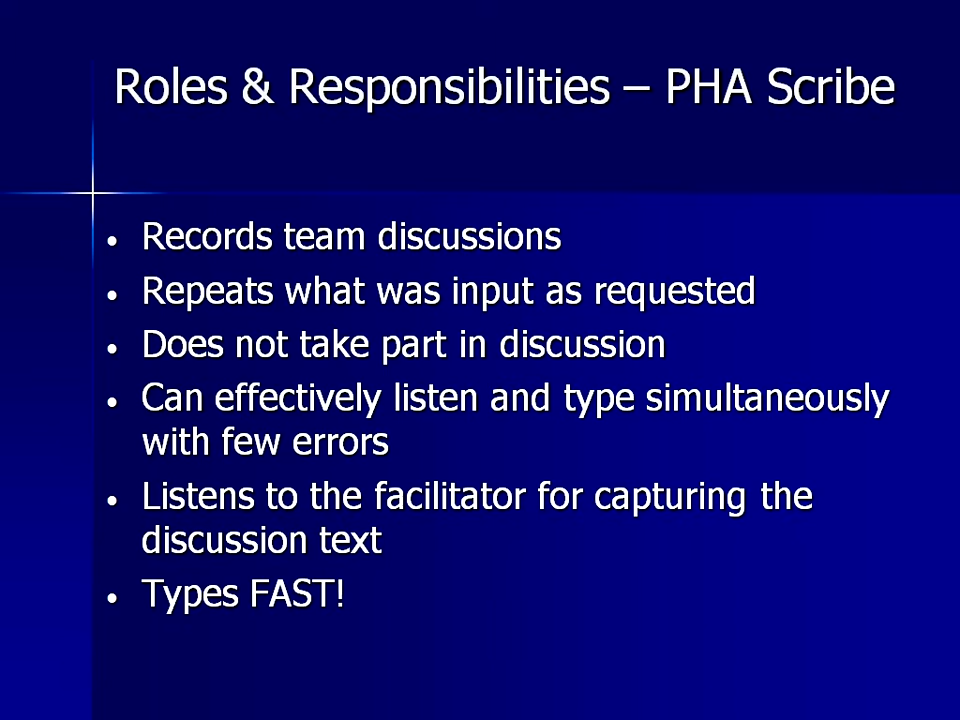 Roles & Responsibilities – PHA Scribe
• Records team discussions
• Repeats what was input as requested
• Does not take part in discussion
• Can effectively listen and type simultaneously
with few errors
• Listens to the facilitator for capturing the
discussion text
• Types FAST!